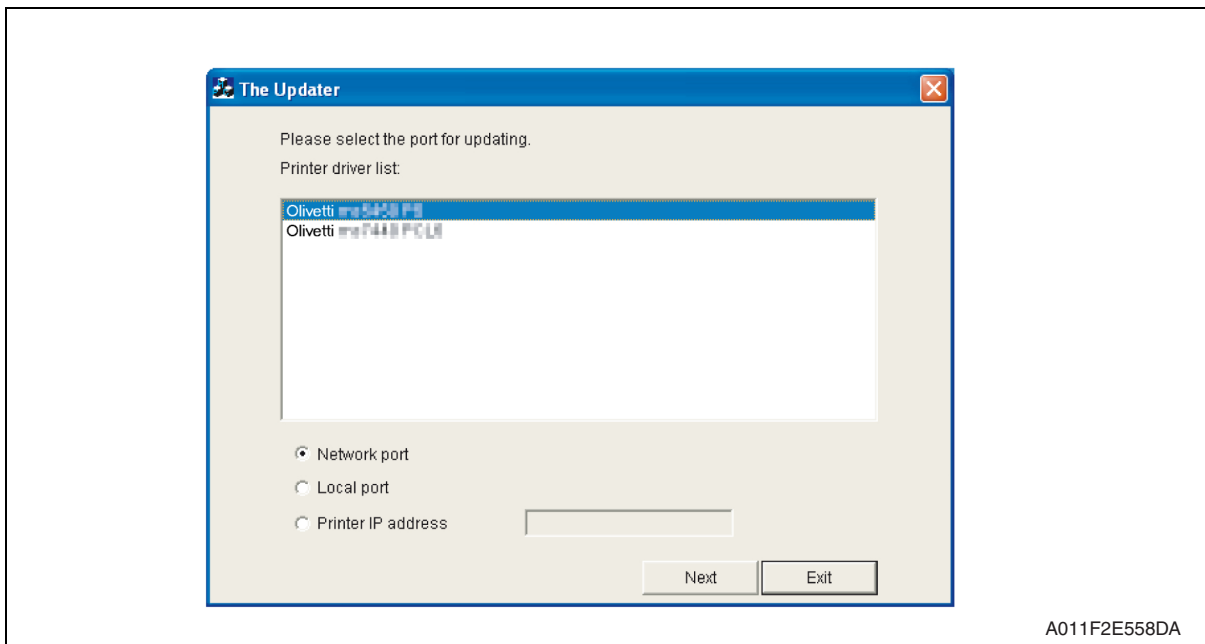 The Updater
Please select the port for updating.
Printer driver list:
Olivetti
Olivetti
Network port
Local port
Printer IP address
Next Exit
A011F2E558DA